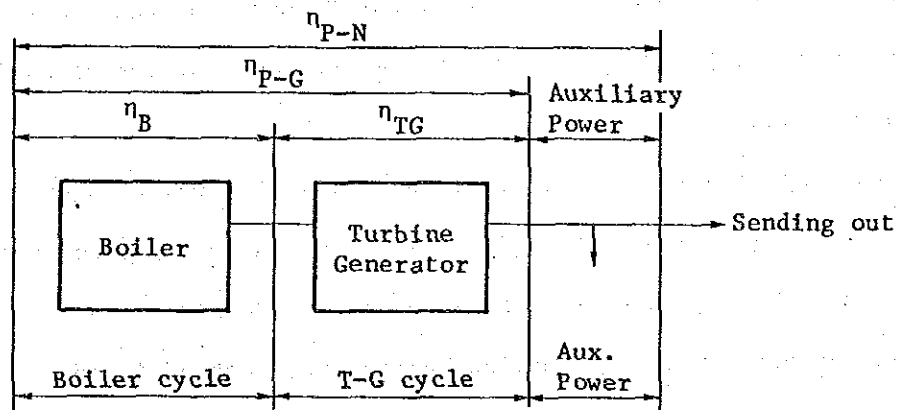 η_P-N
η_P-G
Auxiliary
Power
η_B
η_TG
Boiler
Turbine
Generator
Sending out
Boiler cycle
T-G cycle
Aux.
Power